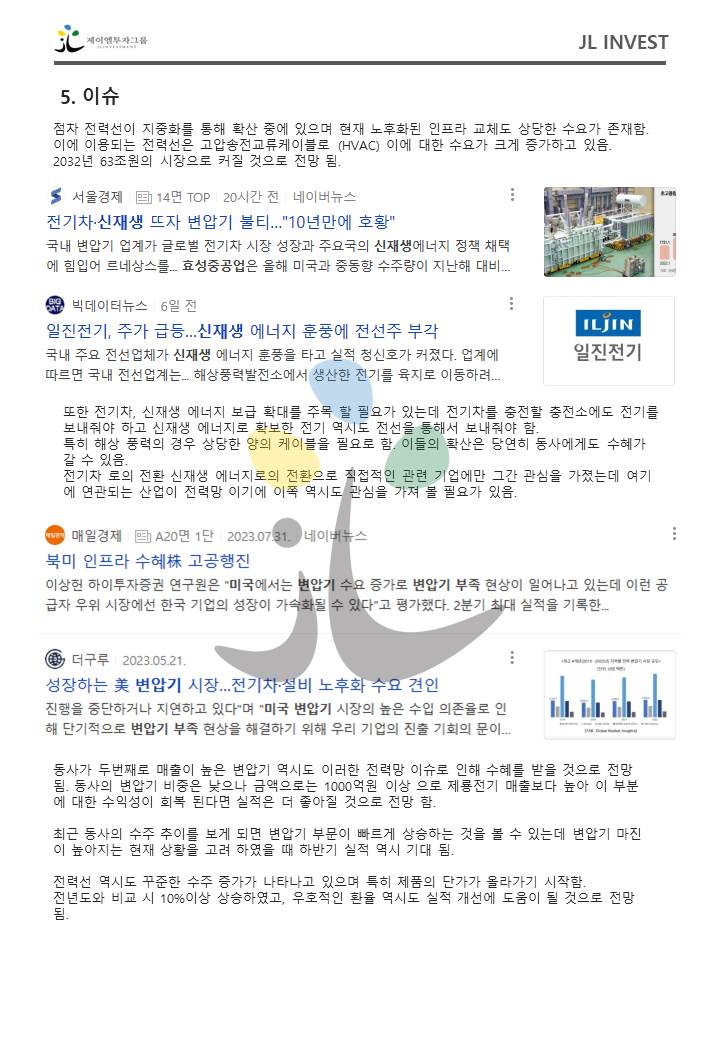 제이엘투자그룹
JLINVESTMENT
JL INVEST
5. 이슈
점차 전력선이 지중화를 통해 확산 중에 있으며 현재 노후화된 인프라 교체도 상당한 수요가 존재함.
이에 이용되는 전력선은 고압송전교류케이블로 (HVAC) 이에 대한 수요가 크게 증가하고 있음.
2032년 63조원의 시장으로 커질 것으로 전망 됨.
서울경제 14면 TOP 20시간 전 네이버뉴스
전기차·신재생 뜨자 변압기 불티..."10년만에 호황"
국내 변압기 업계가 글로벌 전기차 시장 성장과 주요국의 신재생에너지 정책 채택
에 힘입어 르네상스를... 효성중공업은 올해 미국과 중동향 수주량이 지난해 대비...
BIG DATA 빅데이터뉴스 6일 전
일진전기, 주가 급등...신재생 에너지 훈풍에 전선주 부각
국내 주요 전선업체가 신재생 에너지 훈풍을 타고 실적 청신호가 커졌다. 업계에
따르면 국내 전선업계는... 해상풍력발전소에서 생산한 전기를 육지로 이동하려...
ILJIN
일진전기
또한 전기차, 신재생 에너지 보급 확대를 주목 할 필요가 있는데 전기차를 충전할 충전소에도 전기를
보내줘야 하고 신재생 에너지로 확보한 전기 역시도 전선을 통해서 보내줘야 함.
특히 해상 풍력의 경우 상당한 양의 케이블을 필요로 함. 이들의 확산은 당연히 동사에게도 수혜가
갈 수 있음.
전기차 로의 전환 신재생 에너지로의 전환으로 직접적인 관련 기업에만 그간 관심을 가졌는데 여기
에 연관되는 산업이 전력망 이기에 이쪽 역시도 관심을 가져 볼 필요가 있음.
매일경제 매일경제 A20면 1단 2023.07.31. 네이버뉴스
북미 인프라 수혜株 고공행진
이상헌 하이투자증권 연구원은 "미국에서는 변압기 수요 증가로 변압기 부족 현상이 일어나고 있는데 이런 공
급자 우위 시장에선 한국 기업의 성장이 가속화될 수 있다"고 평가했다. 2분기 최대 실적을 기록한...
더구루 2023.05.21.
성장하는 美 변압기 시장...전기차·설비 노후화 수요 견인
진행을 중단하거나 지연하고 있다"며 "미국 변압기 시장의 높은 수입 의존율로 인
해 단기적으로 변압기 부족 현상을 해결하기 위해 우리 기업의 진출 기회의 문이...
동사가 두번째로 매출이 높은 변압기 역시도 이러한 전력망 이슈로 인해 수혜를 받을 것으로 전망
됨. 동사의 변압기 비중은 낮으나 금액으로는 1000억원 이상 으로 제룡전기 매출보다 높아 이 부분
에 대한 수익성이 회복 된다면 실적은 더 좋아질 것으로 전망 함.
최근 동사의 수주 추이를 보게 되면 변압기 부문이 빠르게 상승하는 것을 볼 수 있는데 변압기 마진
이 높아지는 현재 상황을 고려 하였을 때 하반기 실적 역시 기대 됨.
전력선 역시도 꾸준한 수주 증가가 나타나고 있으며 특히 제품의 단가가 올라가기 시작함.
전년도와 비교 시 10%이상 상승하였고, 우호적인 환율 역시도 실적 개선에 도움이 될 것으로 전망
됨.